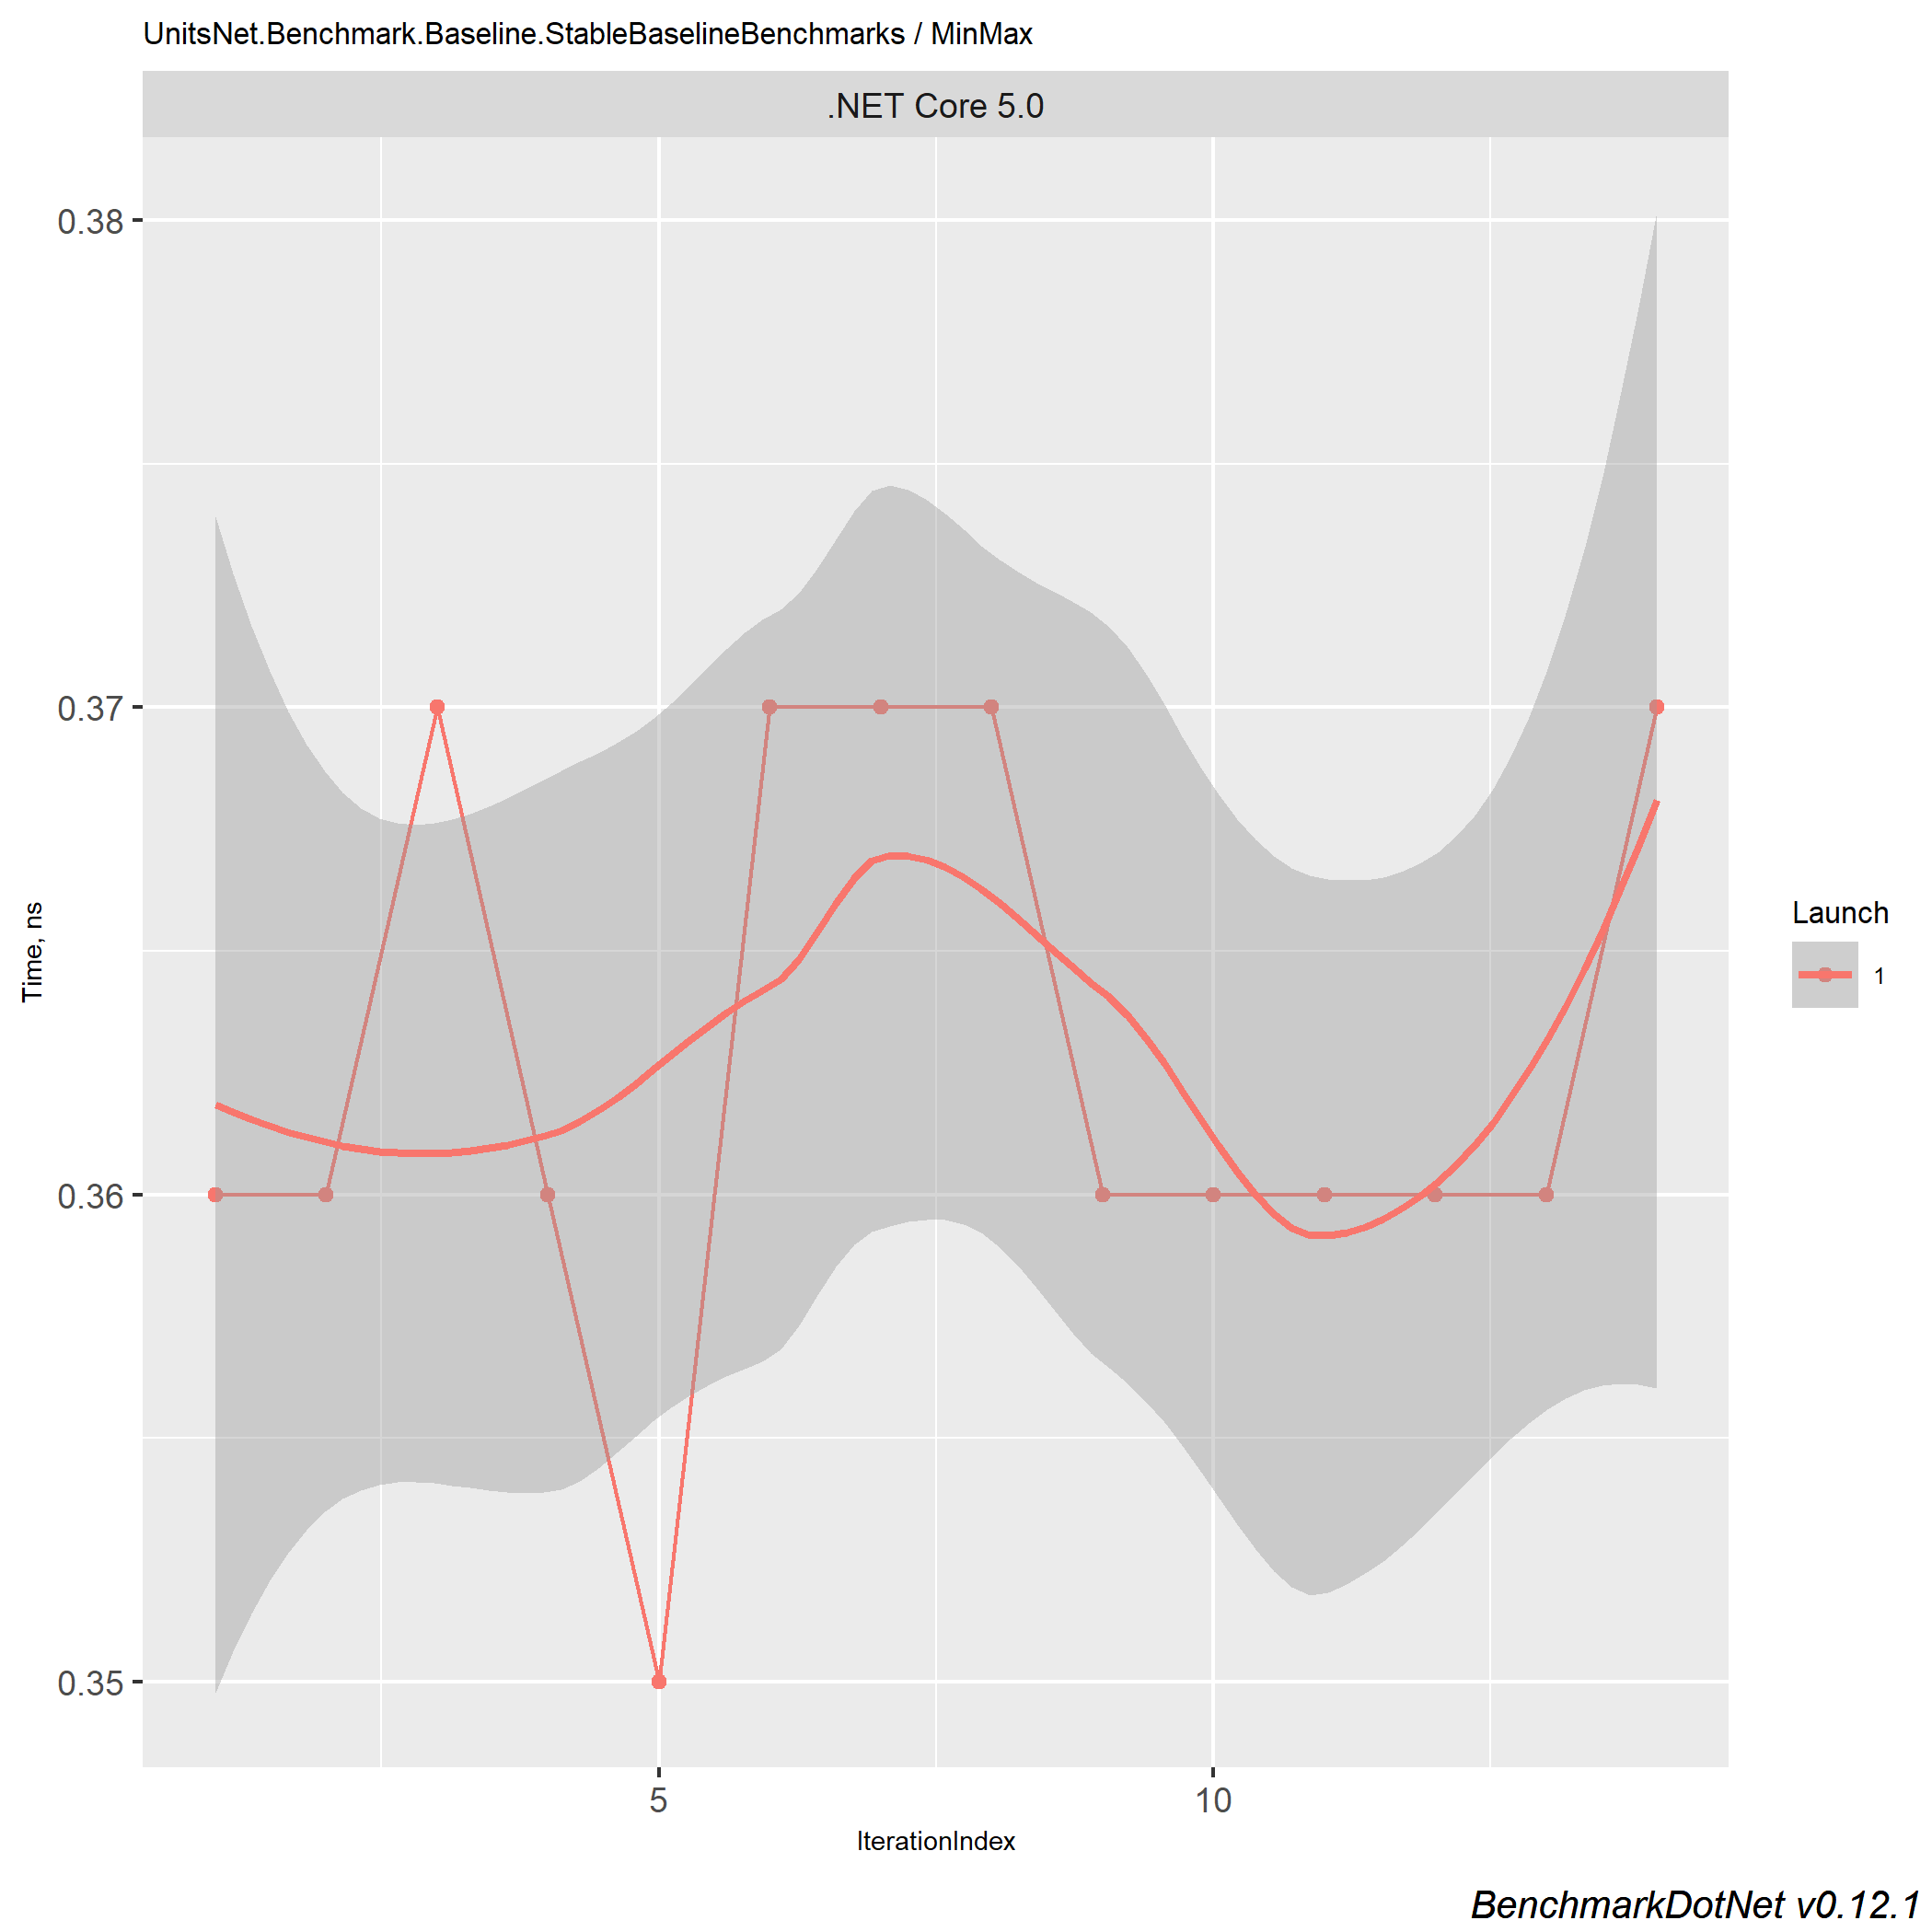 UnitsNet.Benchmark.Baseline.StableBaselineBenchmarks / MinMax
.NET Core 5.0
0.38
0.37
0.36
0.35
Time, ns
5
10
IterationIndex
Launch
1
BenchmarkDotNet v0.12.1